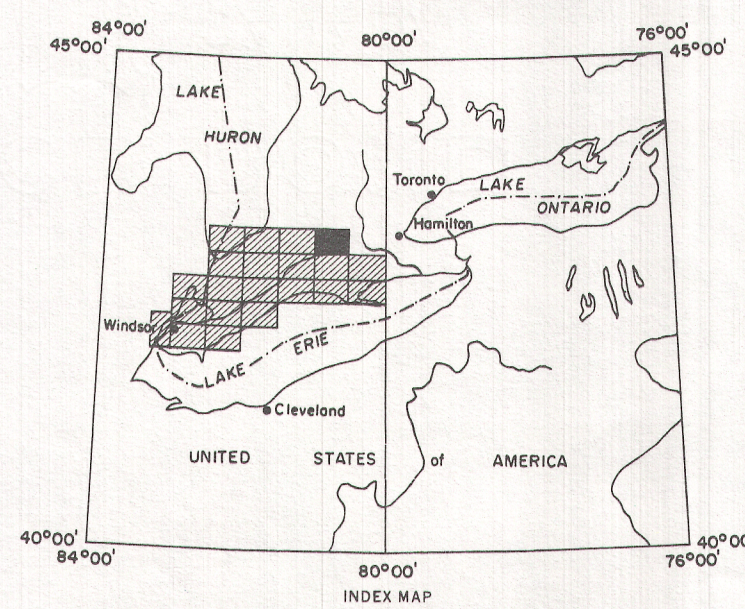 84°00'
80°00'
76°00'
45°00'
45°00'
LAKE
HURON
Toronto
LAKE
ONTARIO
Hamilton
Windsor
LAKE ERIE
Cleveland
UNITED STATES of AMERICA
40°00'
40°00
84°00'
80°00'
76°00'
INDEX MAP